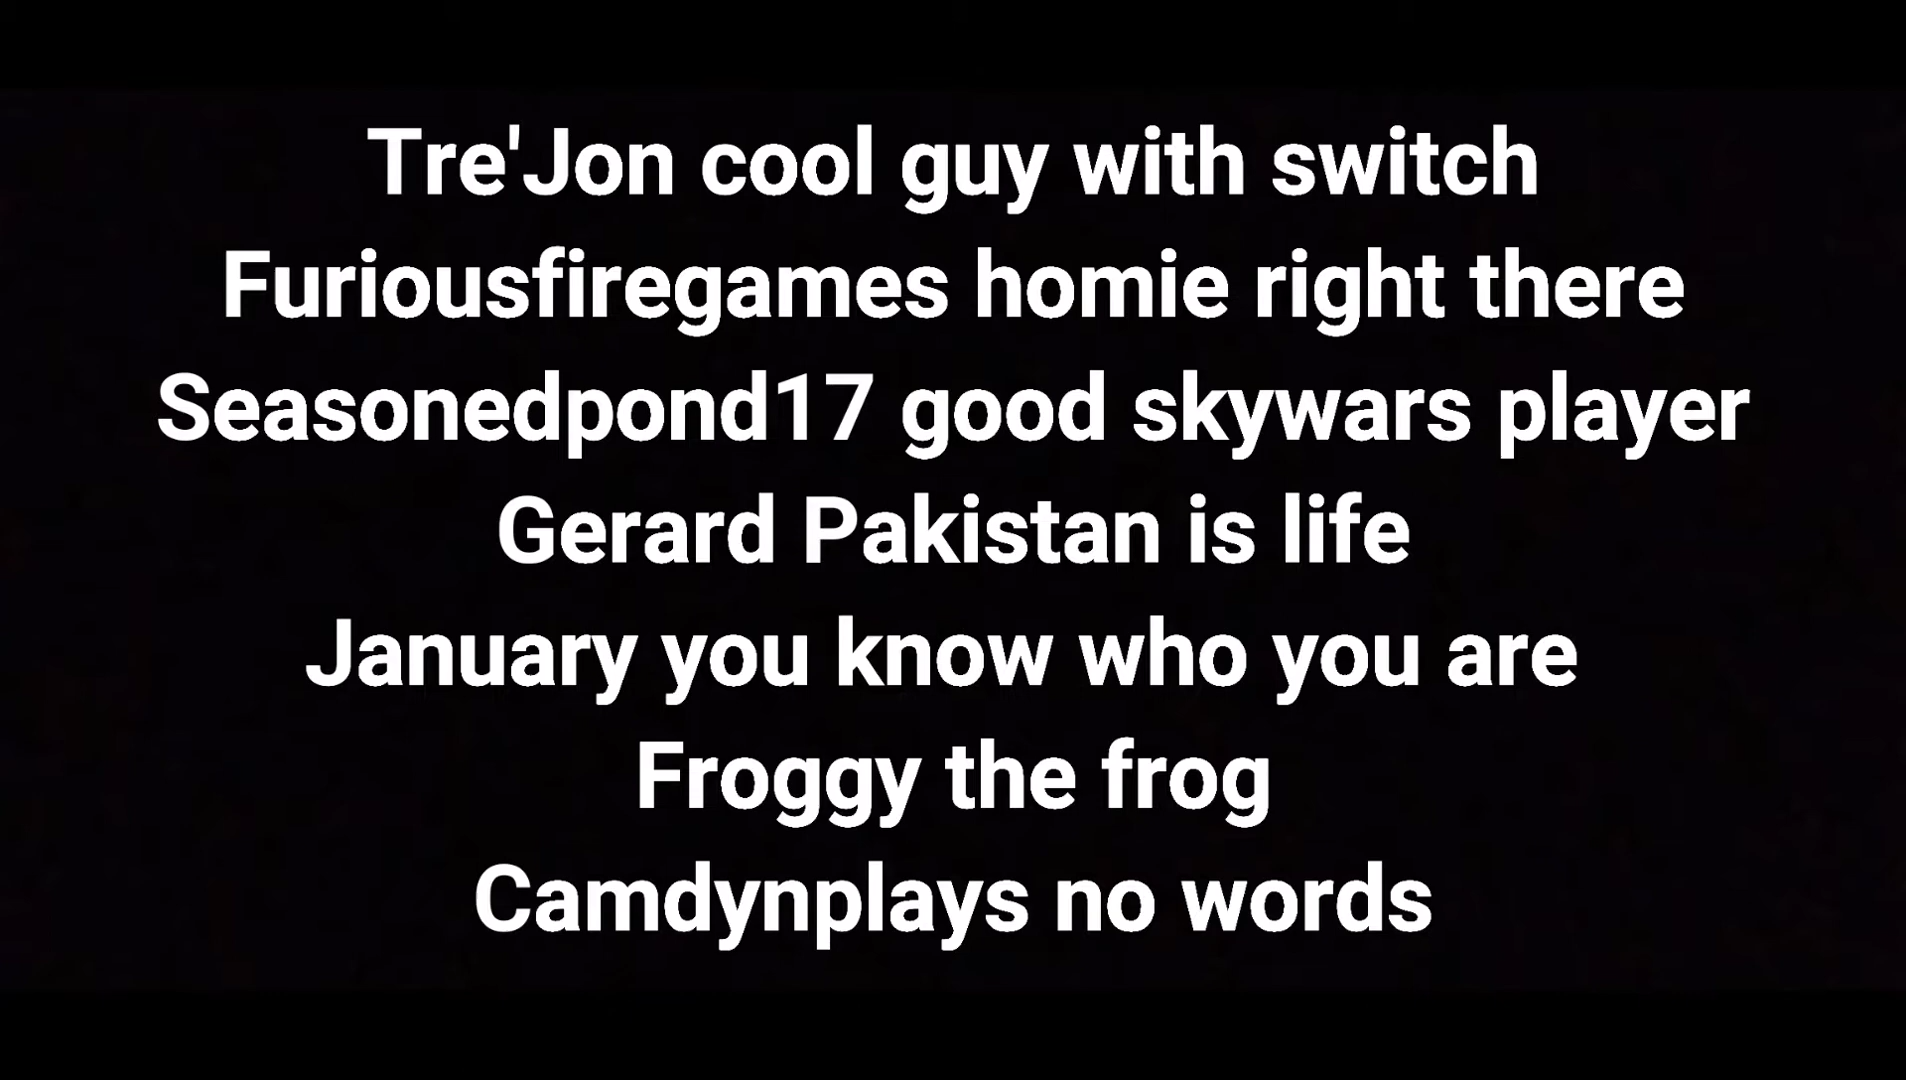 Tre'Jon cool guy with switch
Furiousfiregames homie right there
Seasonedpond17 good skywars player
Gerard Pakistan is life
January you know who you are
Froggy the frog
Camdynplays no words